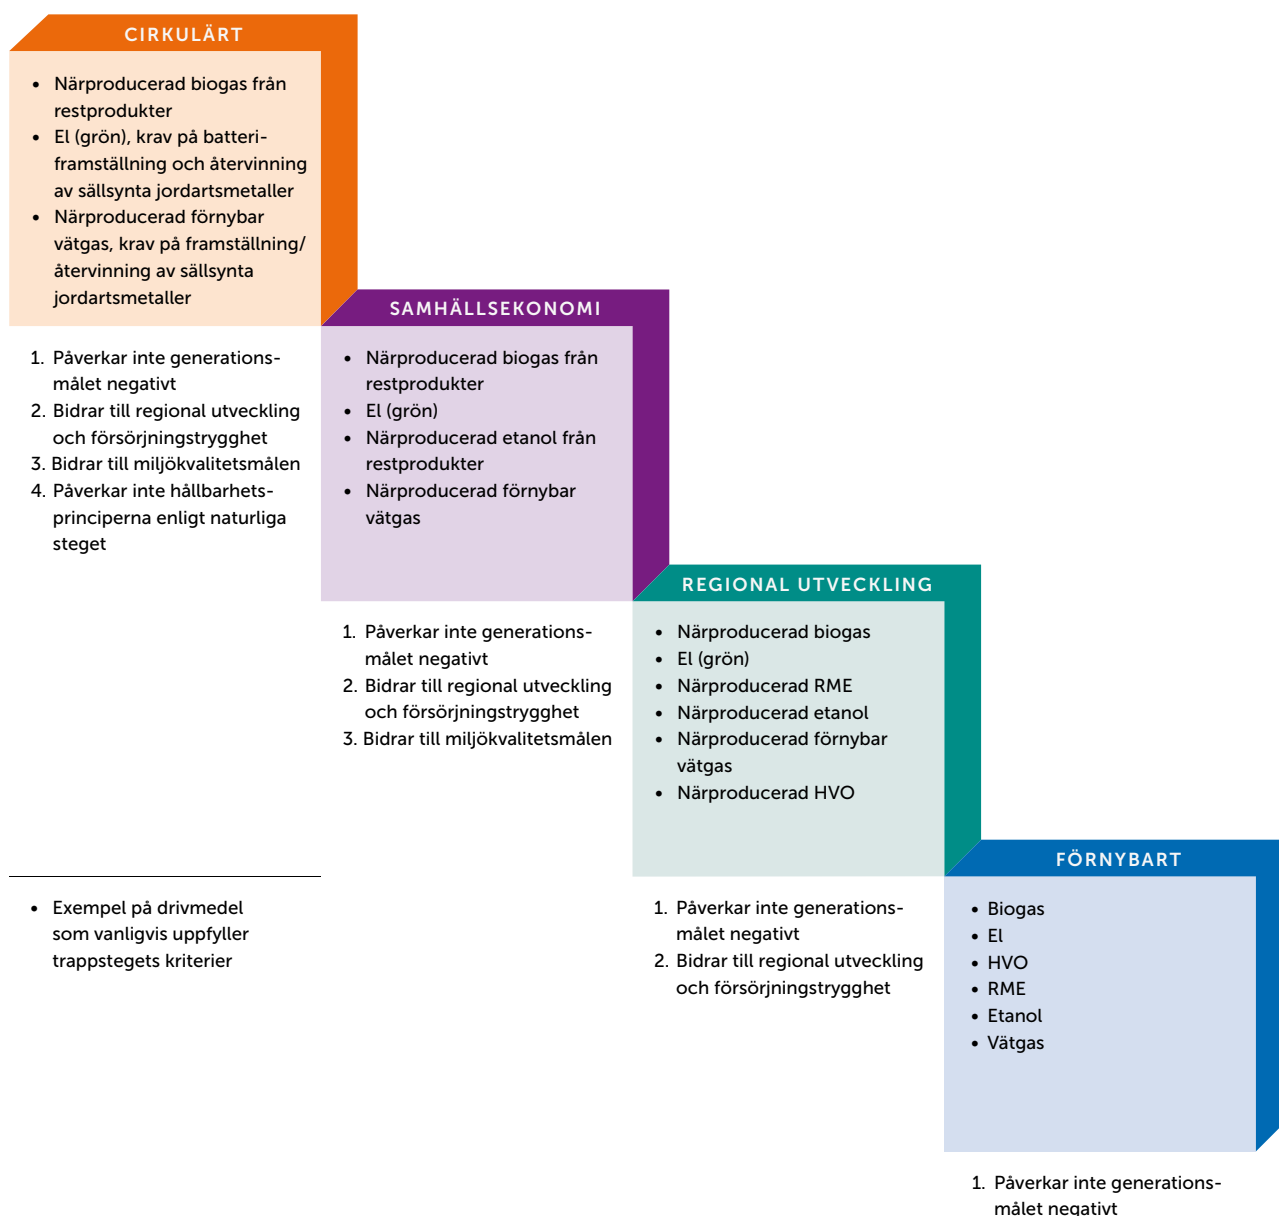 CIRKULÄRT
• Närproducerad biogas från
restprodukter
• El (grön), krav på batteri-
framställning och återvinning
av sällsynta jordartsmetaller
• Närproducerad förnybar
vätgas, krav på framställning/
återvinning av sällsynta
jordartsmetaller
1. Påverkar inte generations-
målet negativt
2. Bidrar till regional utveckling
och försörjningstrygghet
3. Bidrar till miljökvalitetsmålen
4. Påverkar inte hållbarhets-
principerna enligt naturliga
steget
SAMHÄLLSEKONOMI
• Närproducerad biogas från
restprodukter
• El (grön)
• Närproducerad etanol från
restprodukter
• Närproducerad förnybar
vätgas
1. Påverkar inte generations-
målet negativt
2. Bidrar till regional utveckling
och försörjningstrygghet
3. Bidrar till miljökvalitetsmålen
REGIONAL UTVECKLING
• Närproducerad biogas
• El (grön)
• Närproducerad RME
• Närproducerad etanol
• Närproducerad förnybar
vätgas
• Närproducerad HVO
1. Påverkar inte generations-
målet negativt
2. Bidrar till regional utveckling
och försörjningstrygghet
FÖRNYBART
• Biogas
• El
• HVO
• RME
• Etanol
• Vätgas
1. Påverkar inte generations-
målet negativt
• Exempel på drivmedel
som vanligvis uppfyller
trappstegets kriterier